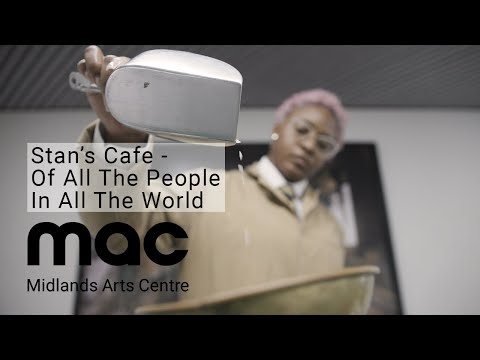 Stan's Cafe -
Of All The People
In All The World
mac
Midlands Arts Centre